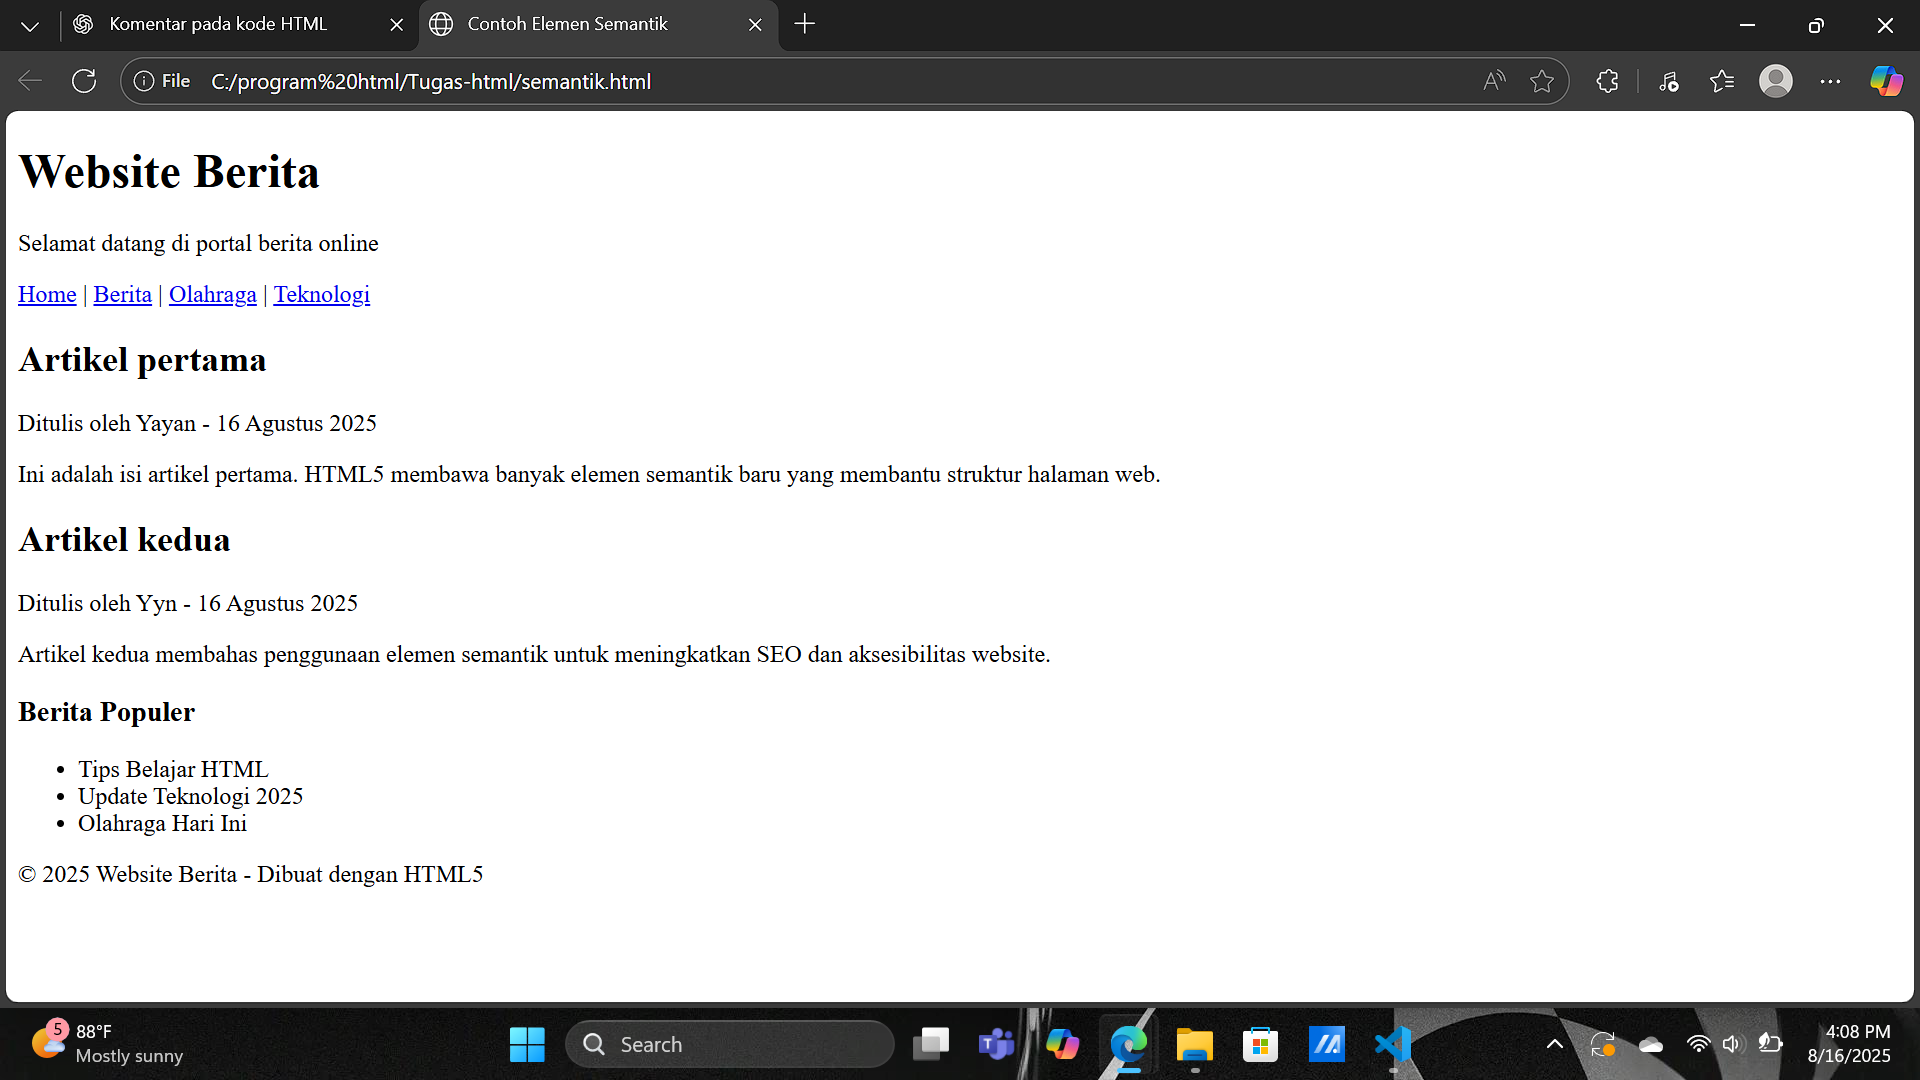 Komentar pada kode HTML
Contoh Elemen Semantik
File C:/program%20html/Tugas-html/semantik.html
Website Berita
Selamat datang di portal berita online
Home | Berita | Olahraga | Teknologi
Artikel pertama
Ditulis oleh Yayan - 16 Agustus 2025
Ini adalah isi artikel pertama. HTML5 membawa banyak elemen semantik baru yang membantu struktur halaman web.
Artikel kedua
Ditulis oleh Yyn - 16 Agustus 2025
Artikel kedua membahas penggunaan elemen semantik untuk meningkatkan SEO dan aksesibilitas website.
Berita Populer
• Tips Belajar HTML
• Update Teknologi 2025
• Olahraga Hari Ini
© 2025 Website Berita - Dibuat dengan HTML5
5
88°F
Mostly sunny
Search
4:08 PM
8/16/2025